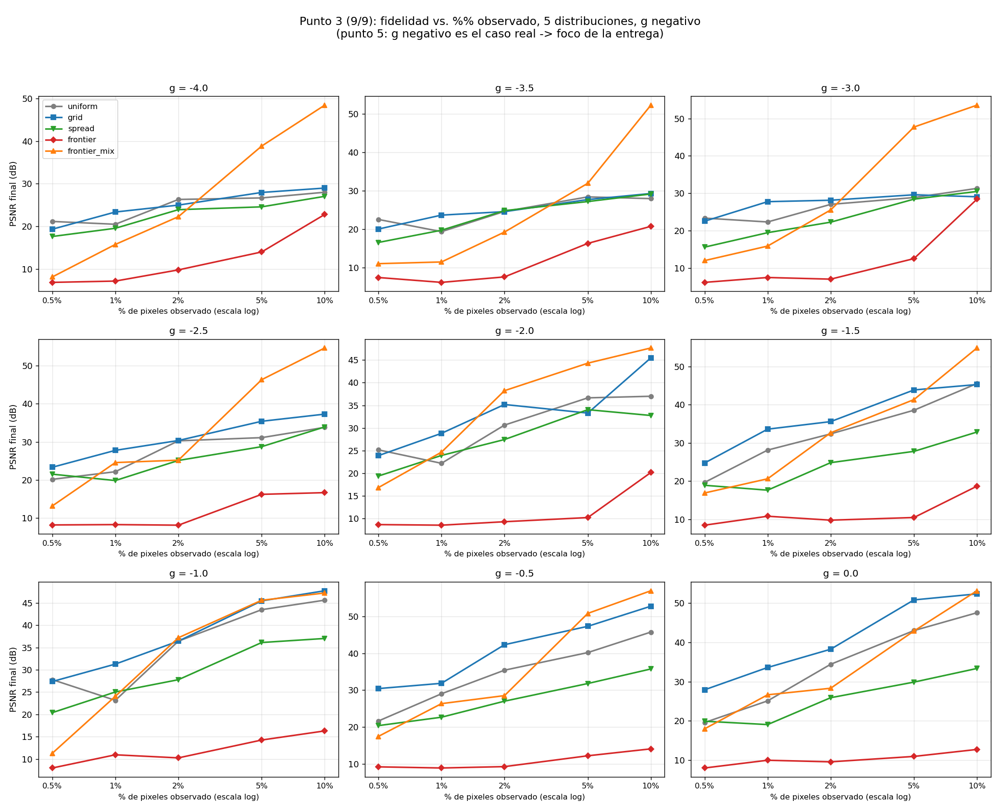 Punto 3 (9/9): fidelidad vs. %% observado, 5 distribuciones, g negativo
(punto 5: g negativo es el caso real -> foco de la entrega)
g = -4.0
g = -3.5
g = -3.0
uniform
grid
spread
frontier
frontier_mix
PSNR final (dB)
50
40
30
20
10
0.5% 1% 2% 5% 10%
% de pixeles observado (escala log)
50
40
30
20
10
0.5% 1% 2% 5% 10%
% de pixeles observado (escala log)
50
40
30
20
10
0.5% 1% 2% 5% 10%
% de pixeles observado (escala log)
g = -2.5
g = -2.0
g = -1.5
PSNR final (dB)
50
40
30
20
10
0.5% 1% 2% 5% 10%
% de pixeles observado (escala log)
45
40
35
30
25
20
15
10
0.5% 1% 2% 5% 10%
% de pixeles observado (escala log)
50
40
30
20
10
0.5% 1% 2% 5% 10%
% de pixeles observado (escala log)
g = -1.0
g = -0.5
g = 0.0
PSNR final (dB)
45
40
35
30
25
20
15
10
0.5% 1% 2% 5% 10%
% de pixeles observado (escala log)
50
40
30
20
10
0.5% 1% 2% 5% 10%
% de pixeles observado (escala log)
50
40
30
20
10
0.5% 1% 2% 5% 10%
% de pixeles observado (escala log)